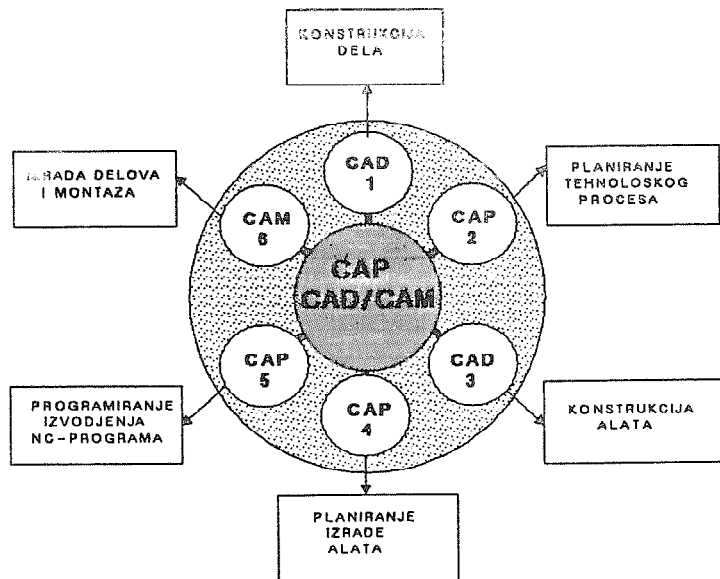 KONSTRUKCIJA
DELA
CAD
1
IZRADA DELOVA
I MONTAZA
PLANIRANJE
TEHNOLOSKOG
PROCESA
CAM
6
CAP
2
CAP
CAD/CAM
CAP
5
CAD
3
CAP
4
PROGRAMIRANJE
IZVODJENJA
NC-PROGRAMA
KONSTRUKCIJA
ALATA
PLANIRANJE
IZRADE
ALATA